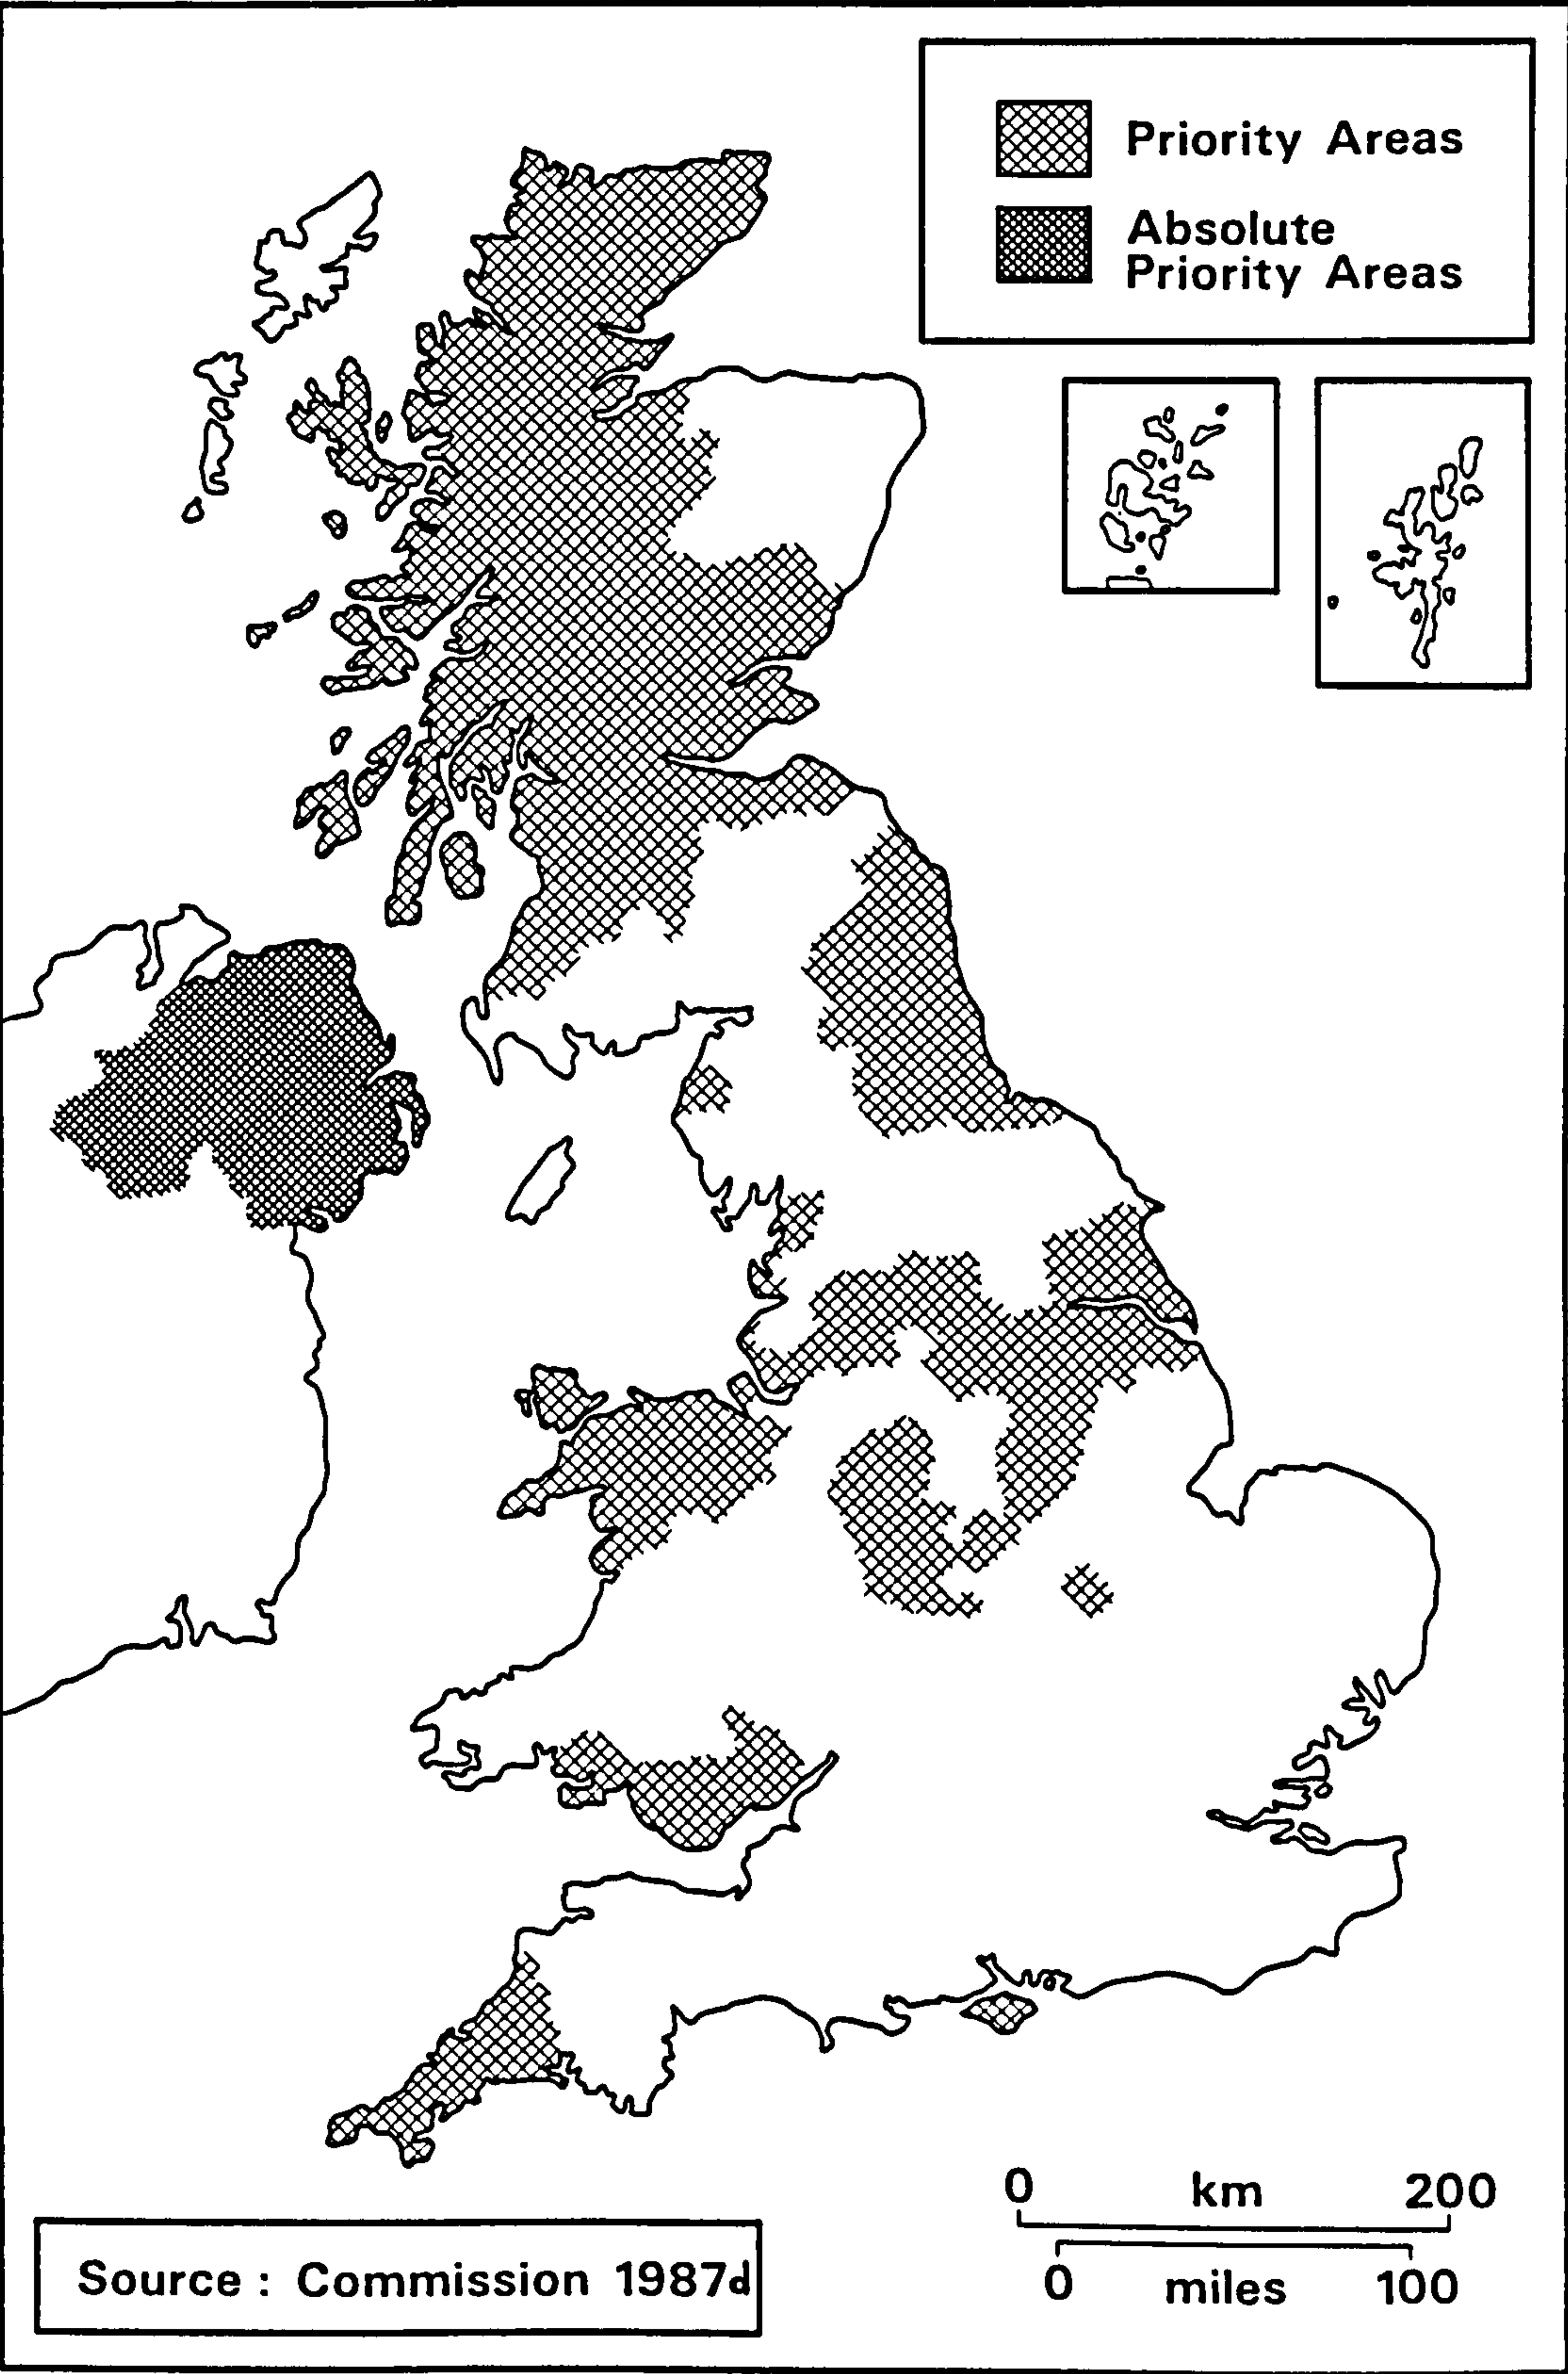 Priority Areas
Absolute
Priority Areas
0 km 200
0 miles 100
Source : Commission 1987d